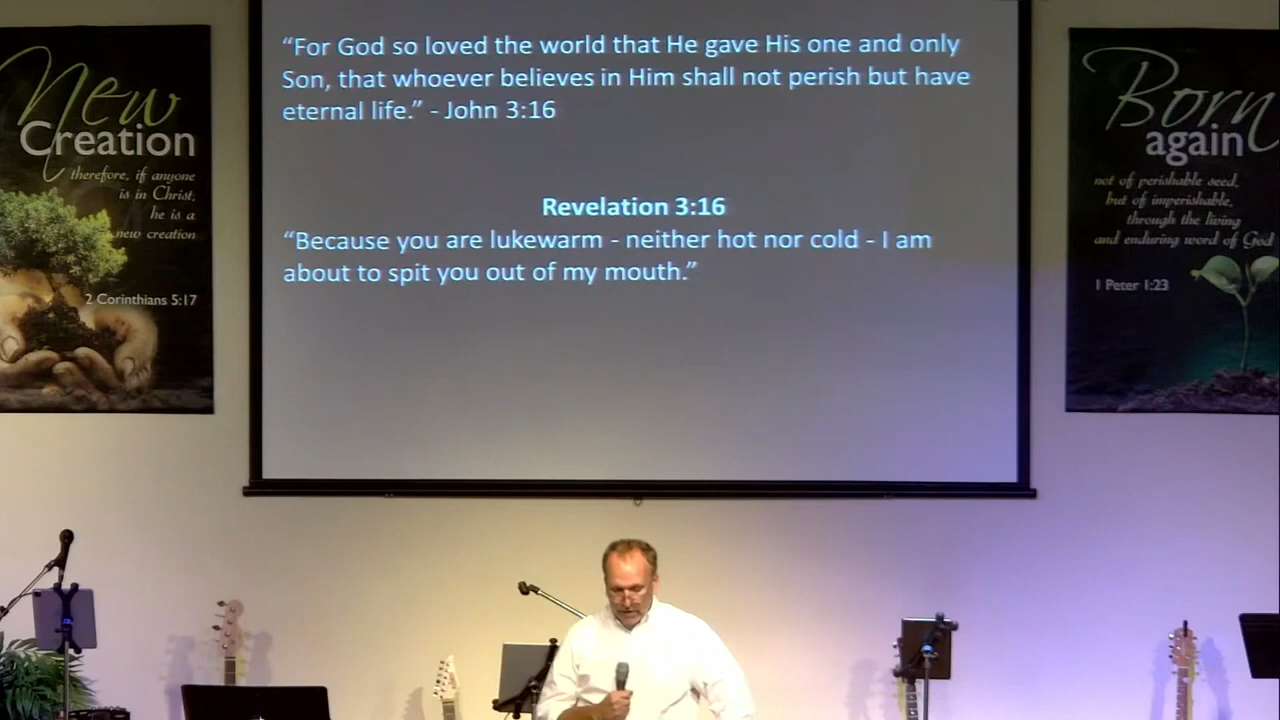 New
Creation
therefore, if anyone
is in Christ,
he is a
new creation
2 Corinthians 5:17
“For God so loved the world that He gave His one and only
Son, that whoever believes in Him shall not perish but have
eternal life.” - John 3:16
Revelation 3:16
“Because you are lukewarm - neither hot nor cold - I am
about to spit you out of my mouth.”
Born
again
not of perishable seed,
but of imperishable,
through the living
and enduring word of God
1 Peter 1:23